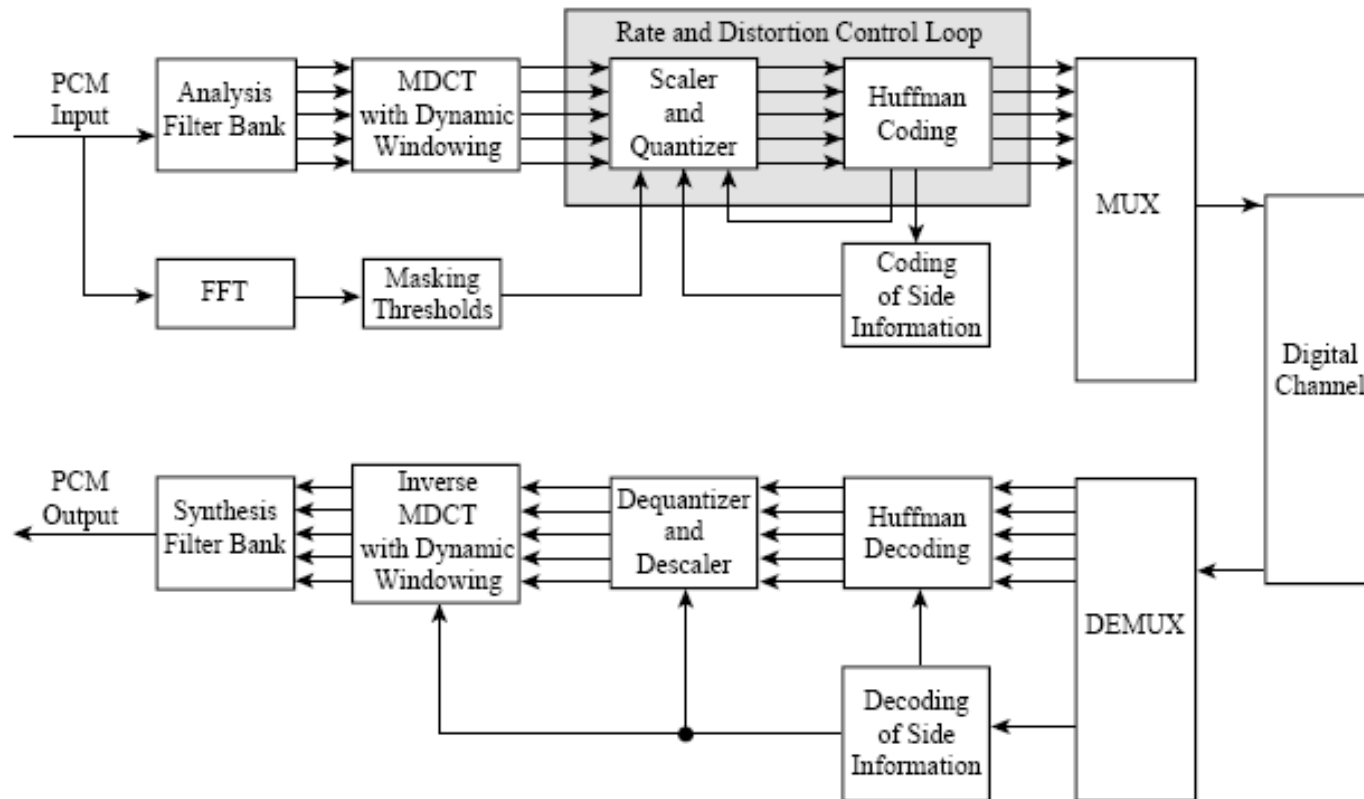 Rate and Distortion Control Loop
PCM
Input
Analysis
Filter Bank
MDCT
with Dynamic
Windowing
Scaler
and
Quantizer
Huffman
Coding
MUX
FFT
Masking
Thresholds
Coding
of Side
Information
Digital
Channel
PCM
Output
Synthesis
Filter Bank
Inverse
MDCT
with Dynamic
Windowing
Dequantizer
and
Descaler
Huffman
Decoding
DEMUX
Decoding
of Side
Information